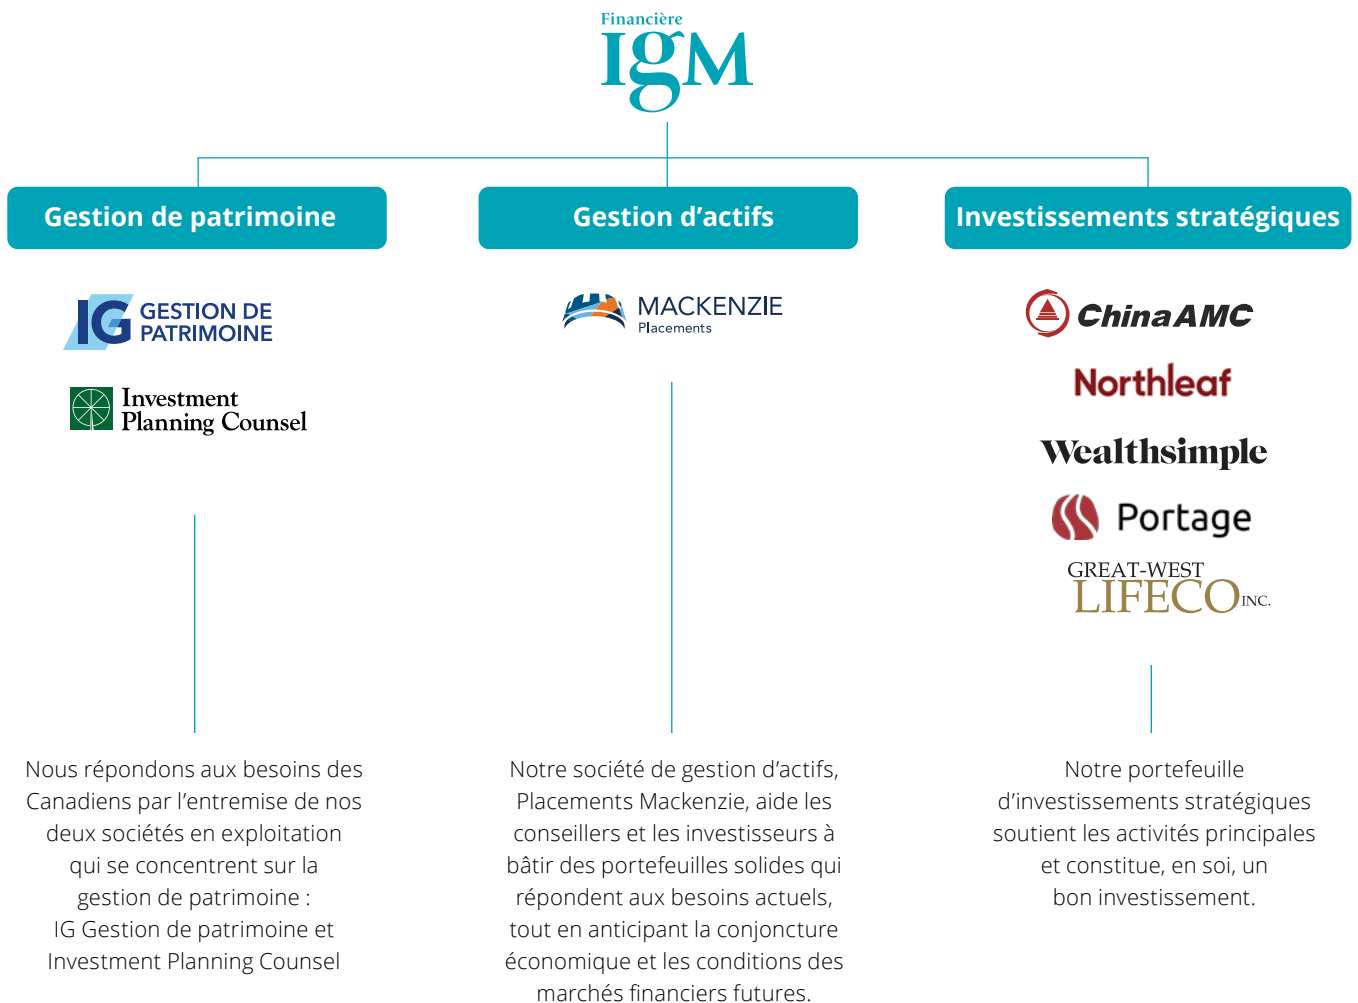 Financière
IgM
Gestion de patrimoine
IG GESTION DE
PATRIMOINE
Investment
Planning Counsel
Nous répondons aux besoins des
Canadiens par l’entremise de nos
deux sociétés en exploitation
qui se concentrent sur la
gestion de patrimoine :
IG Gestion de patrimoine et
Investment Planning Counsel
Gestion d’actifs
MACKENZIE
Placements
Notre société de gestion d’actifs,
Placements Mackenzie, aide les
conseillers et les investisseurs à
bâtir des portefeuilles solides qui
répondent aux besoins actuels,
tout en anticipant la conjoncture
économique et les conditions des
marchés financiers futures.
Investissements stratégiques
ChinaAMC
Northleaf
Wealthsimple
Portage
GREAT-WEST
LIFECO INC.
Notre portefeuille
d’investissements stratégiques
soutient les activités principales
et constitue, en soi, un
bon investissement.